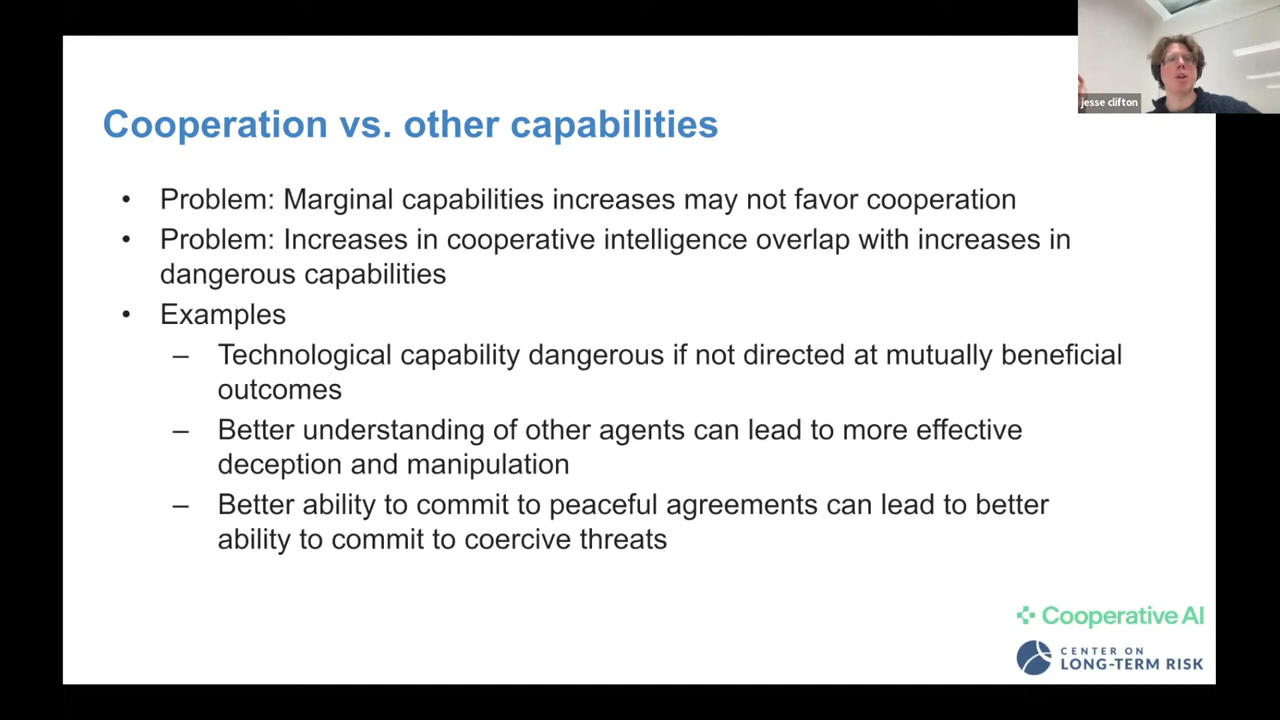 jesse clifton
Cooperation vs. other capabilities
• Problem: Marginal capabilities increases may not favor cooperation
• Problem: Increases in cooperative intelligence overlap with increases in
dangerous capabilities
• Examples
– Technological capability dangerous if not directed at mutually beneficial
outcomes
– Better understanding of other agents can lead to more effective
deception and manipulation
– Better ability to commit to peaceful agreements can lead to better
ability to commit to coercive threats
Cooperative AI
CENTER ON
LONG-TERM RISK